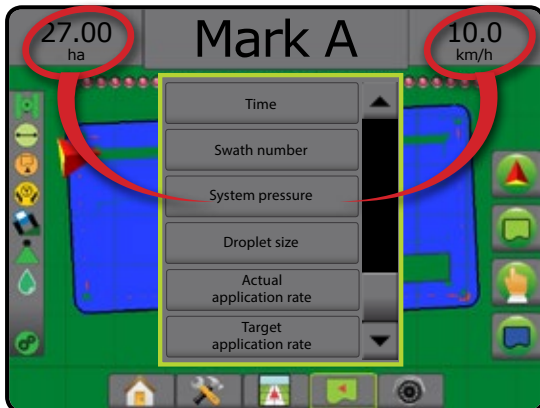 27.00
ha
Mark A
10.0
km/h
Time
Swath number
System pressure
Droplet size
Actual
application rate
Target
application rate